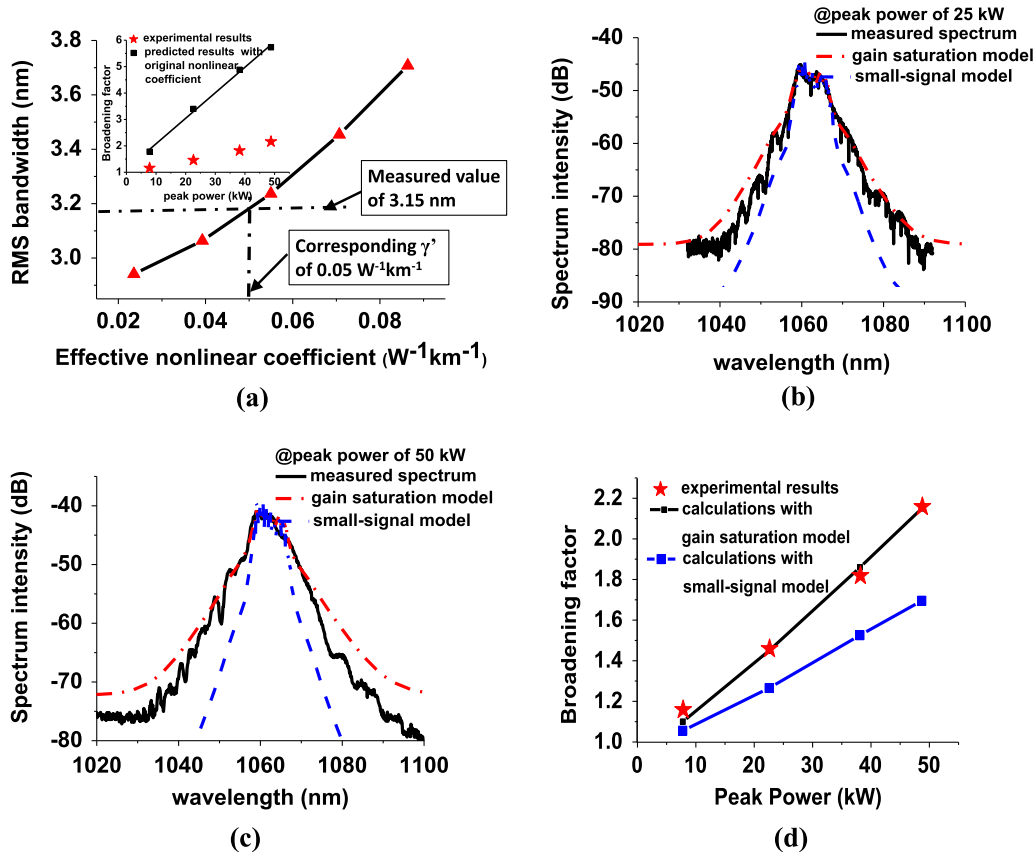 3.8
3.6
3.4
3.2
3.0
RMS bandwidth (nm)
0.02
0.04
0.06
0.08
Effective nonlinear coefficient (W⁻¹km⁻¹)
6
5
4
3
2
1
Broadening factor
0
10
20
30
40
50
peak power (kW)
experimental results
predicted results with
original nonlinear
coefficient
Measured value
of 3.15 nm
Corresponding γ'
of 0.05 W⁻¹km⁻¹
(a)
@peak power of 25 kW
measured spectrum
gain saturation model
small-signal model
-40
-50
-60
-70
-80
-90
Spectrum intensity (dB)
1020
1040
1060
1080
1100
wavelength (nm)
(b)
@peak power of 50 kW
measured spectrum
gain saturation model
small-signal model
-40
-50
-60
-70
-80
Spectrum intensity (dB)
1020
1040
1060
1080
1100
wavelength (nm)
(c)
experimental results
calculations with
gain saturation model
calculations with
small-signal model
2.2
2.0
1.8
1.6
1.4
1.2
1.0
Broadening factor
0
10
20
30
40
50
Peak Power (kW)
(d)